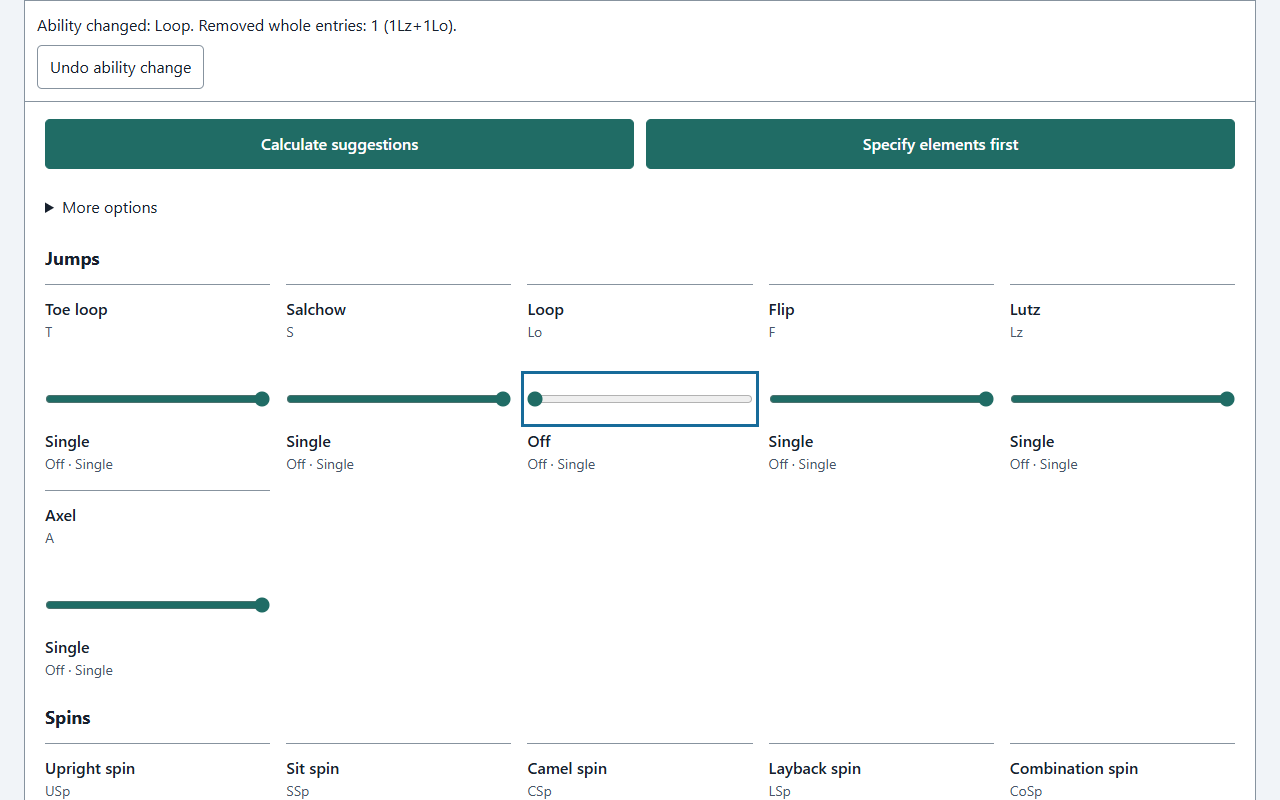 Ability changed: Loop. Removed whole entries: 1 (1Lz+1Lo).
Undo ability change
Calculate suggestions
Specify elements first
More options
Jumps
Toe loop
T
Single
Off · Single
Salchow
S
Single
Off · Single
Loop
Lo
Off
Off · Single
Flip
F
Single
Off · Single
Lutz
Lz
Single
Off · Single
Axel
A
Single
Off · Single
Spins
Upright spin
USp
Sit spin
SSp
Camel spin
CSp
Layback spin
LSp
Combination spin
CoSp